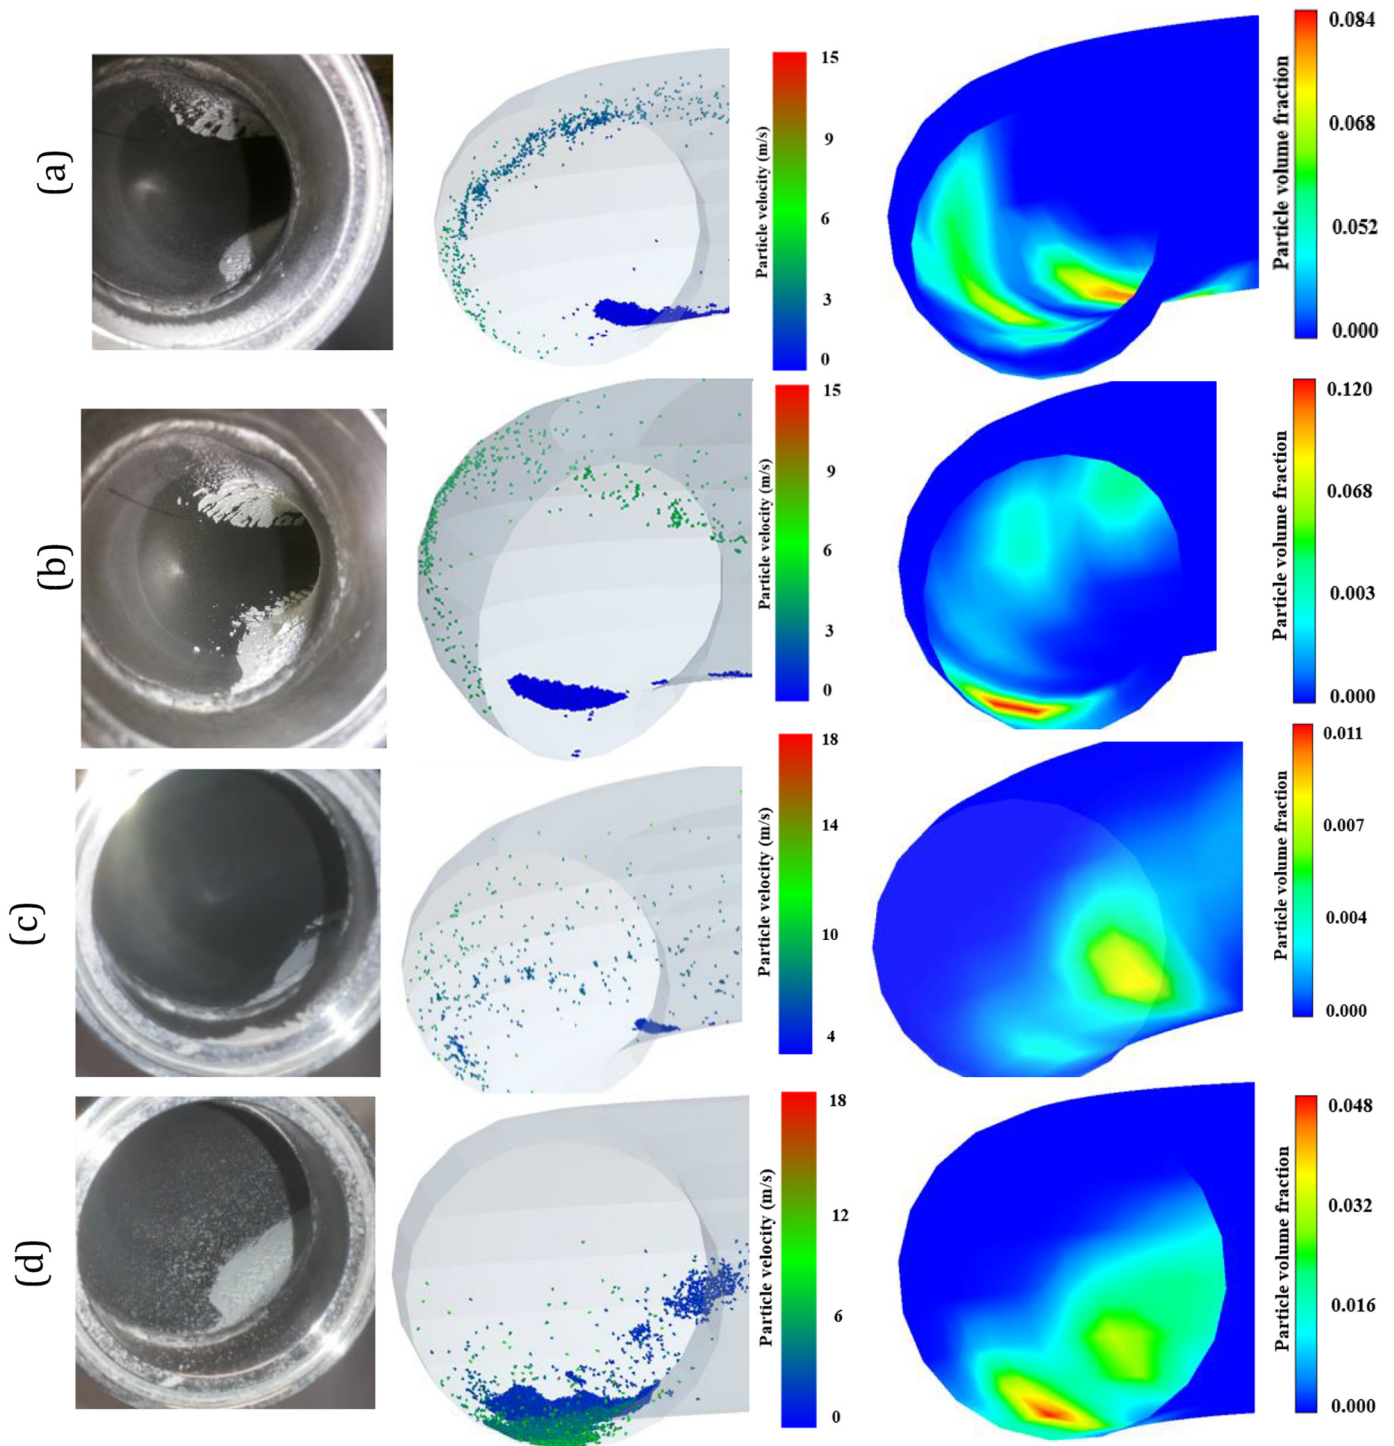 (a)
Particle velocity (m/s)
15
9
6
3
0
Particle volume fraction
0.084
0.068
0.052
0.000
(b)
Particle velocity (m/s)
15
9
6
3
0
Particle volume fraction
0.120
0.068
0.003
0.000
(c)
Particle velocity (m/s)
18
14
10
4
Particle volume fraction
0.011
0.007
0.004
0.000
(d)
Particle velocity (m/s)
18
12
6
0
Particle volume fraction
0.048
0.032
0.016
0.000